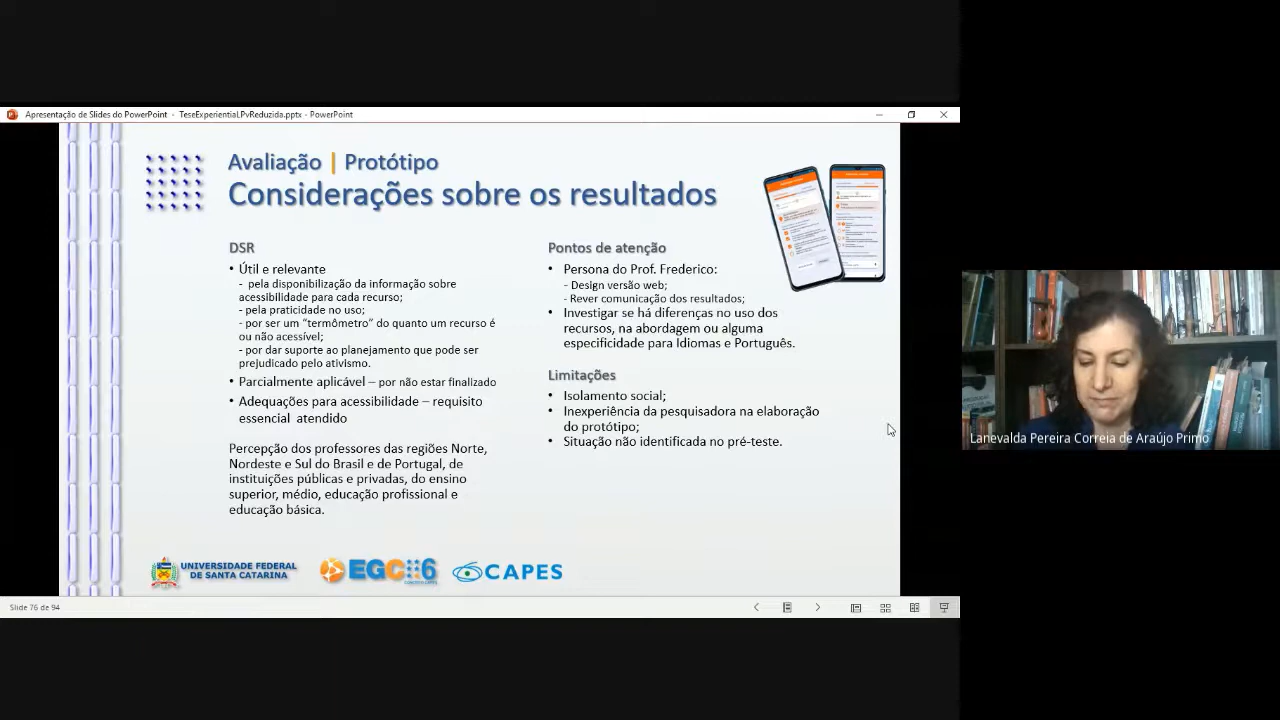 Apresentação de Slides do PowerPoint - TeseExperiential,PvReduzida.pptx - PowerPoint
Avaliação | Protótipo
Considerações sobre os resultados
DSR
• Útil e relevante
- pela disponibilização da informação sobre
acessibilidade para cada recurso;
- pela praticidade no uso;
- por ser um “termômetro” do quanto um recurso é
ou não acessível;
- por dar suporte ao planejamento que pode ser
prejudicado pelo ativismo.
• Parcialmente aplicável – por não estar finalizado
• Adequações para acessibilidade – requisito
essencial atendido
Percepção dos professores das regiões Norte,
Nordeste e Sul do Brasil e de Portugal, de
instituições públicas e privadas, do ensino
superior, médio, educação profissional e
educação básica.
Pontos de atenção
• Persona do Prof. Frederico:
- Design versão web;
- Rever comunicação dos resultados;
• Investigar se há diferenças no uso dos
recursos, na abordagem ou alguma
especificidade para Idiomas e Português.
Limitações
• Isolamento social;
• Inexperiência da pesquisadora na elaboração
do protótipo;
• Situação não identificada no pré-teste.
UNIVERSIDADE FEDERAL
DE SANTA CATARINA
EGC 6
CAPES
Slide 76 de 94
Lanevalda Pereira Correia de Araújo Primo